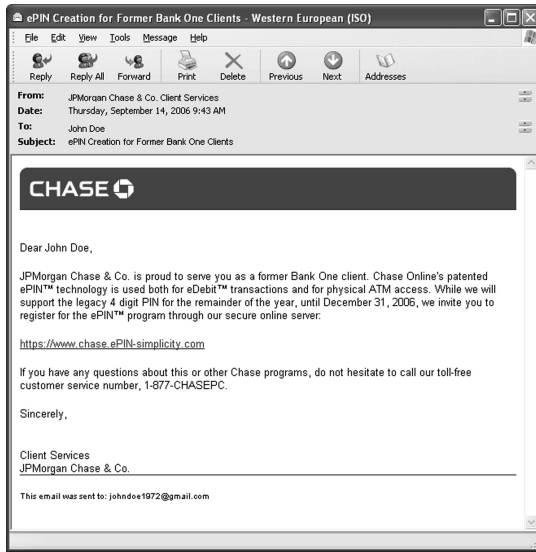 ePIN Creation for Former Bank One Clients - Western European (ISO)
File Edit View Tools Message Help
Reply Reply All Forward Print Delete Previous Next Addresses
From: JPMorgan Chase & Co. Client Services
Date: Thursday, September 14, 2006 9:43 AM
To: John Doe
Subject: ePIN Creation for Former Bank One Clients
CHASE
Dear John Doe,
JPMorgan Chase & Co. is proud to serve you as a former Bank One client. Chase Online's patented
ePIN™ technology is used both for eDebit™ transactions and for physical ATM access. While we will
support the legacy 4 digit PIN for the remainder of the year, until December 31, 2006, we invite you to
register for the ePIN™ program through our secure online server:
https://www.chase.ePIN-simplicity.com
If you have any questions about this or other Chase programs, do not hesitate to call our toll-free
customer service number, 1-877-CHASEPC.
Sincerely,
Client Services
JPMorgan Chase & Co.
This email was sent to: johndoe1972@gmail.com